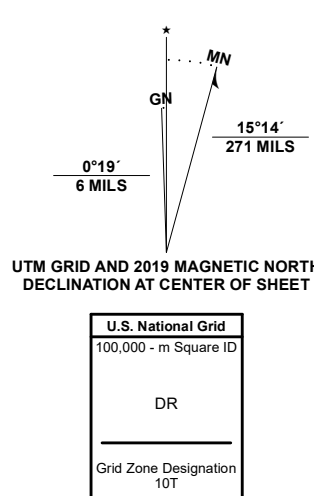 MN
GN
15°14´
271 MILS
0°19´
6 MILS
UTM GRID AND 2019 MAGNETIC NORTH
DECLINATION AT CENTER OF SHEET
U.S. National Grid
100,000 - m Square ID
DR
Grid Zone Designation
10T